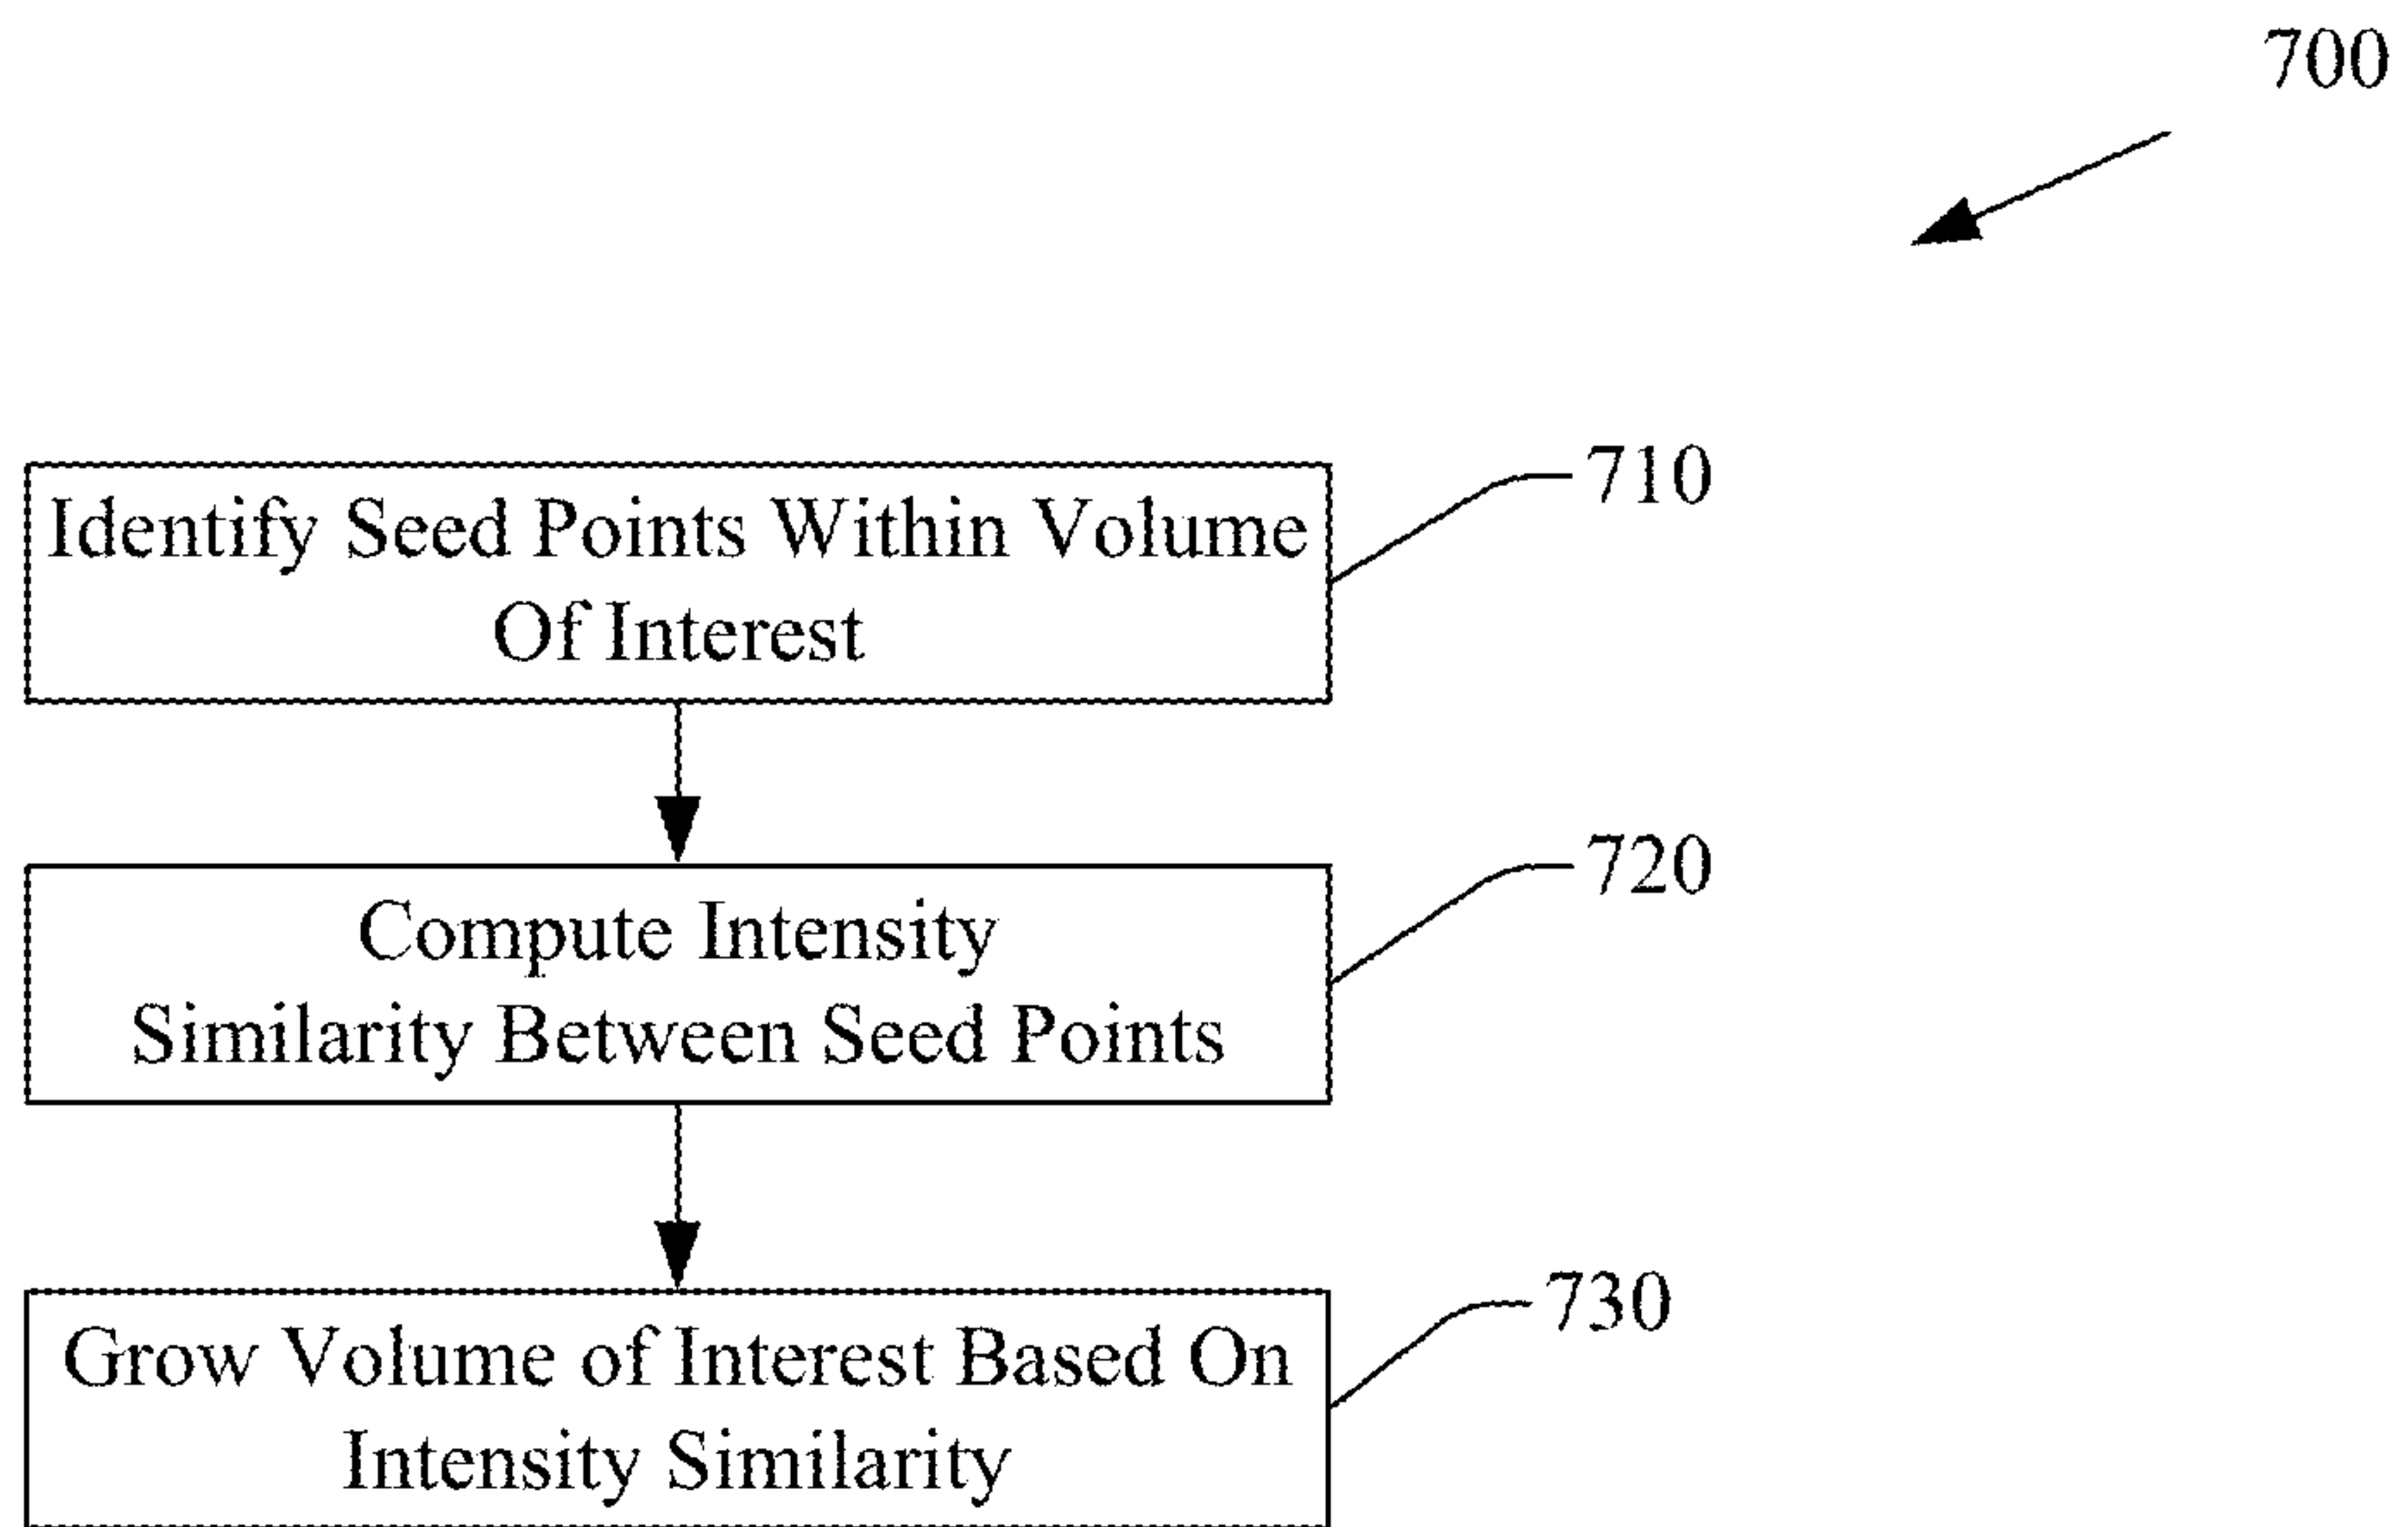 700
Identify Seed Points Within Volume
Of Interest
710
Compute Intensity
Similarity Between Seed Points
720
Grow Volume of Interest Based On
Intensity Similarity
730